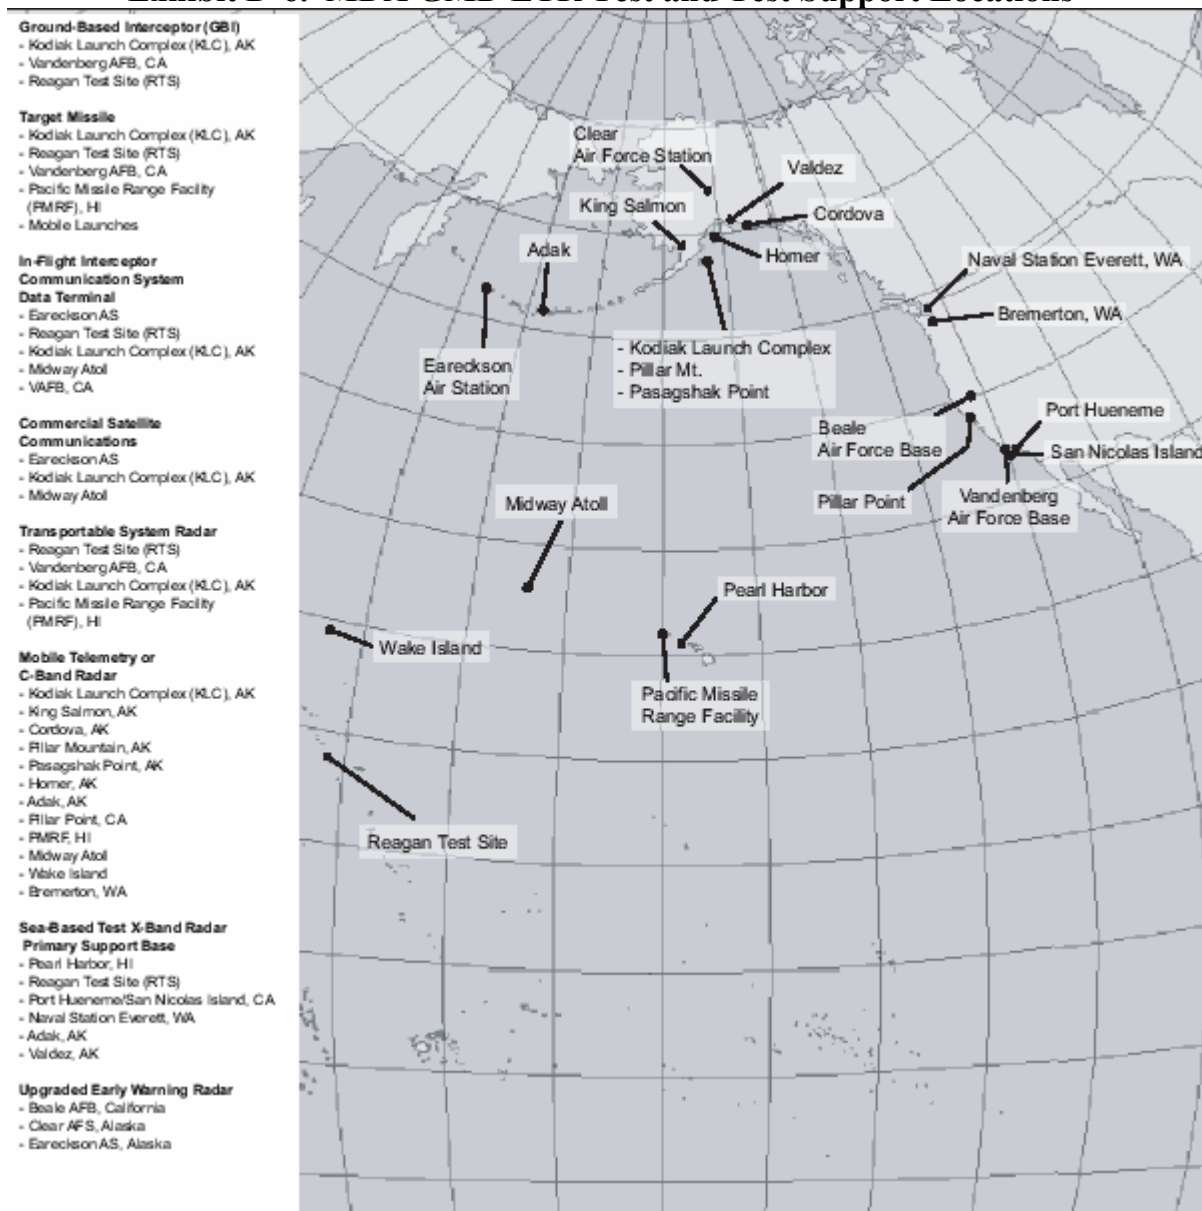 Ground-Based Interceptor (GBI)
- Kodiak Launch Complex (KLC), AK
- Vandenberg AFB, CA
- Reagan Test Site (RTS)
Target Missile
- Kodiak Launch Complex (KLC), AK
- Reagan Test Site (RTS)
- Vandenberg AFB, CA
- Pacific Missile Range Facility
(PMRF), HI
- Mobile Launches
In-Flight Interceptor
Communication System
Data Terminal
- Eareckson AS
- Reagan Test Site (RTS)
- Kodiak Launch Complex (KLC), AK
- Midway Atoll
- VAFB, CA
Commercial Satellite
Communications
- Eareckson AS
- Kodiak Launch Complex (KLC), AK
- Midway Atoll
Transportable System Radar
- Reagan Test Site (RTS)
- Vandenberg AFB, CA
- Kodiak Launch Complex (KLC), AK
- Pacific Missile Range Facility
(PMRF), HI
Mobile Telemetry or
C-Band Radar
- Kodiak Launch Complex (KLC), AK
- King Salmon, AK
- Cordova, AK
- Pillar Mountain, AK
- Pasagshak Point, AK
- Homer, AK
- Adak, AK
- Pillar Point, CA
- PMRF, HI
- Midway Atoll
- Wake Island
- Bremerton, WA
Sea-Based Test X-Band Radar
Primary Support Base
- Pearl Harbor, HI
- Reagan Test Site (RTS)
- Port Hueneme/San Nicolas Island, CA
- Naval Station Everett, WA
- Adak, AK
- Valdez, AK
Upgraded Early Warning Radar
- Beale AFB, California
- Clear AFS, Alaska
- Eareckson AS, Alaska
Clear
Air Force Station
Valdez
King Salmon
Cordova
Adak
Homer
Naval Station Everett, WA
Bremerton, WA
Eareckson
Air Station
- Kodiak Launch Complex
- Pillar Mt.
- Pasagshak Point
Beale
Air Force Base
Port Hueneme
San Nicolas Island
Pillar Point
Vandenberg
Air Force Base
Midway Atoll
Pearl Harbor
Wake Island
Pacific Missile
Range Facility
Reagan Test Site